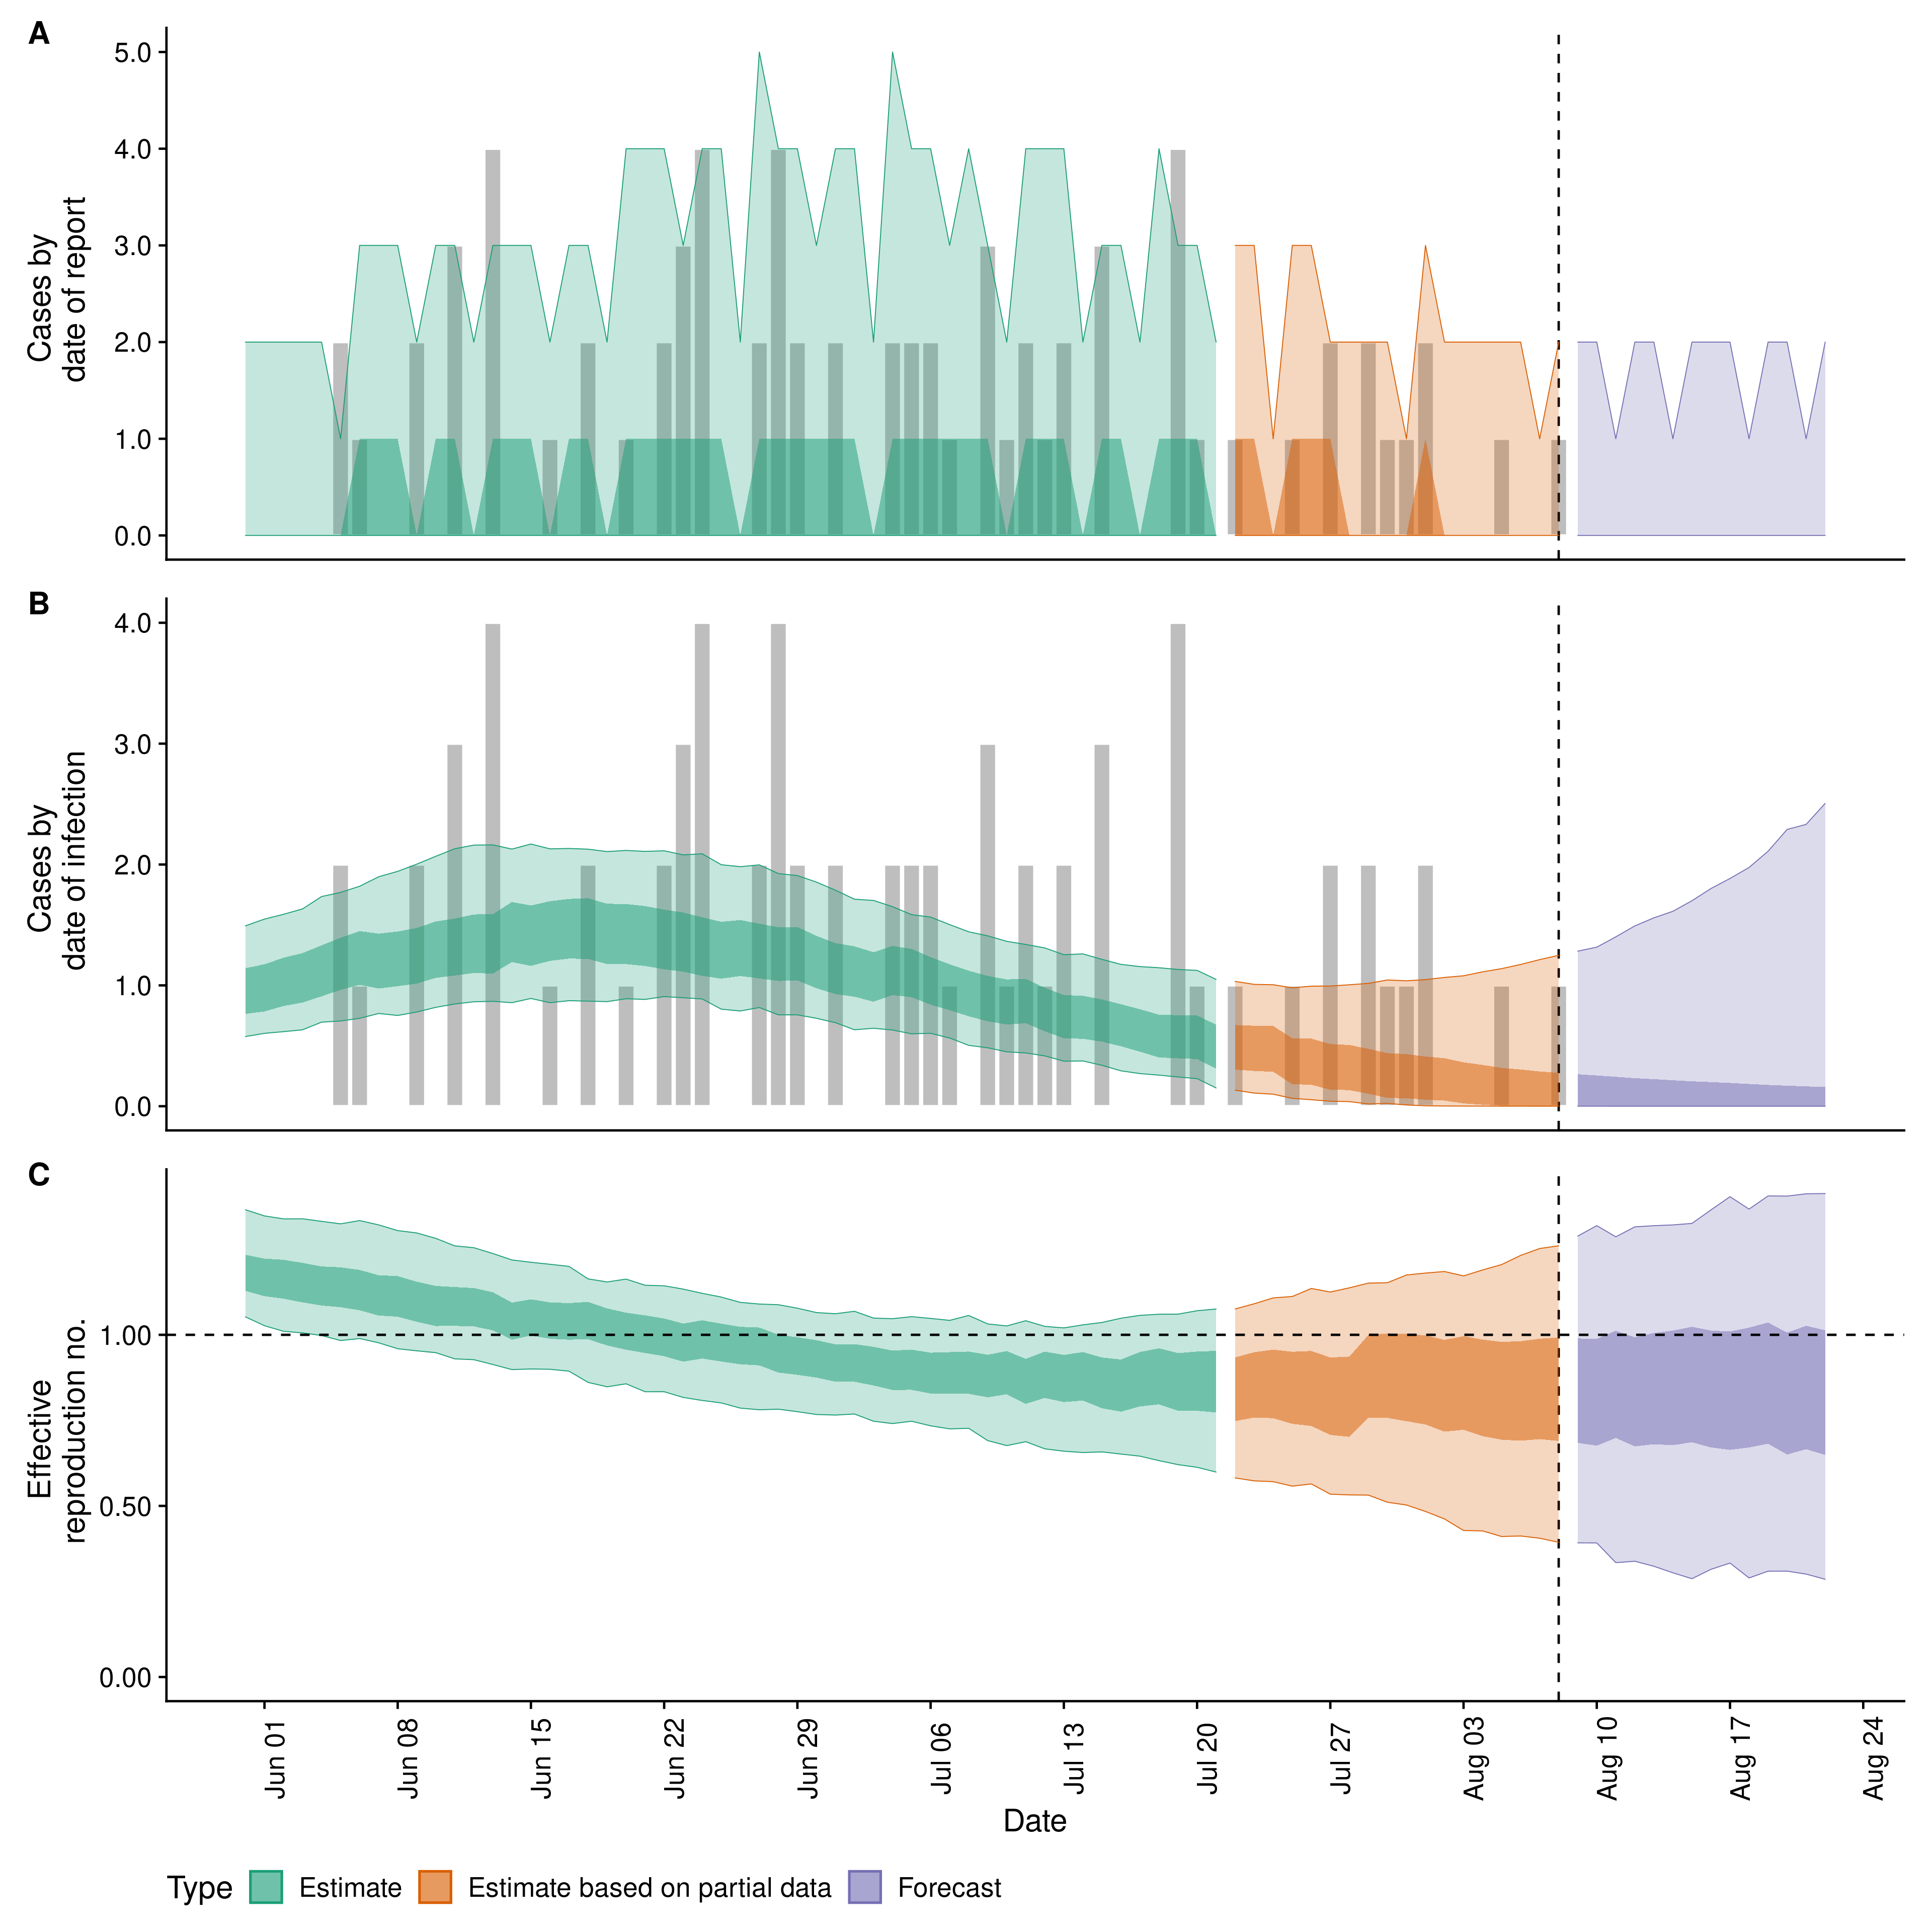 A
5.0
4.0
3.0
2.0
1.0
0.0
Cases by
date of report
B
4.0
3.0
2.0
1.0
0.0
Cases by
date of infection
C
1.00
0.50
0.00
Effective
reproduction no.
Jun 01
Jun 08
Jun 15
Jun 22
Jun 29
Jul 06
Jul 13
Jul 20
Jul 27
Aug 03
Aug 10
Aug 17
Aug 24
Date
Type Estimate Estimate based on partial data Forecast